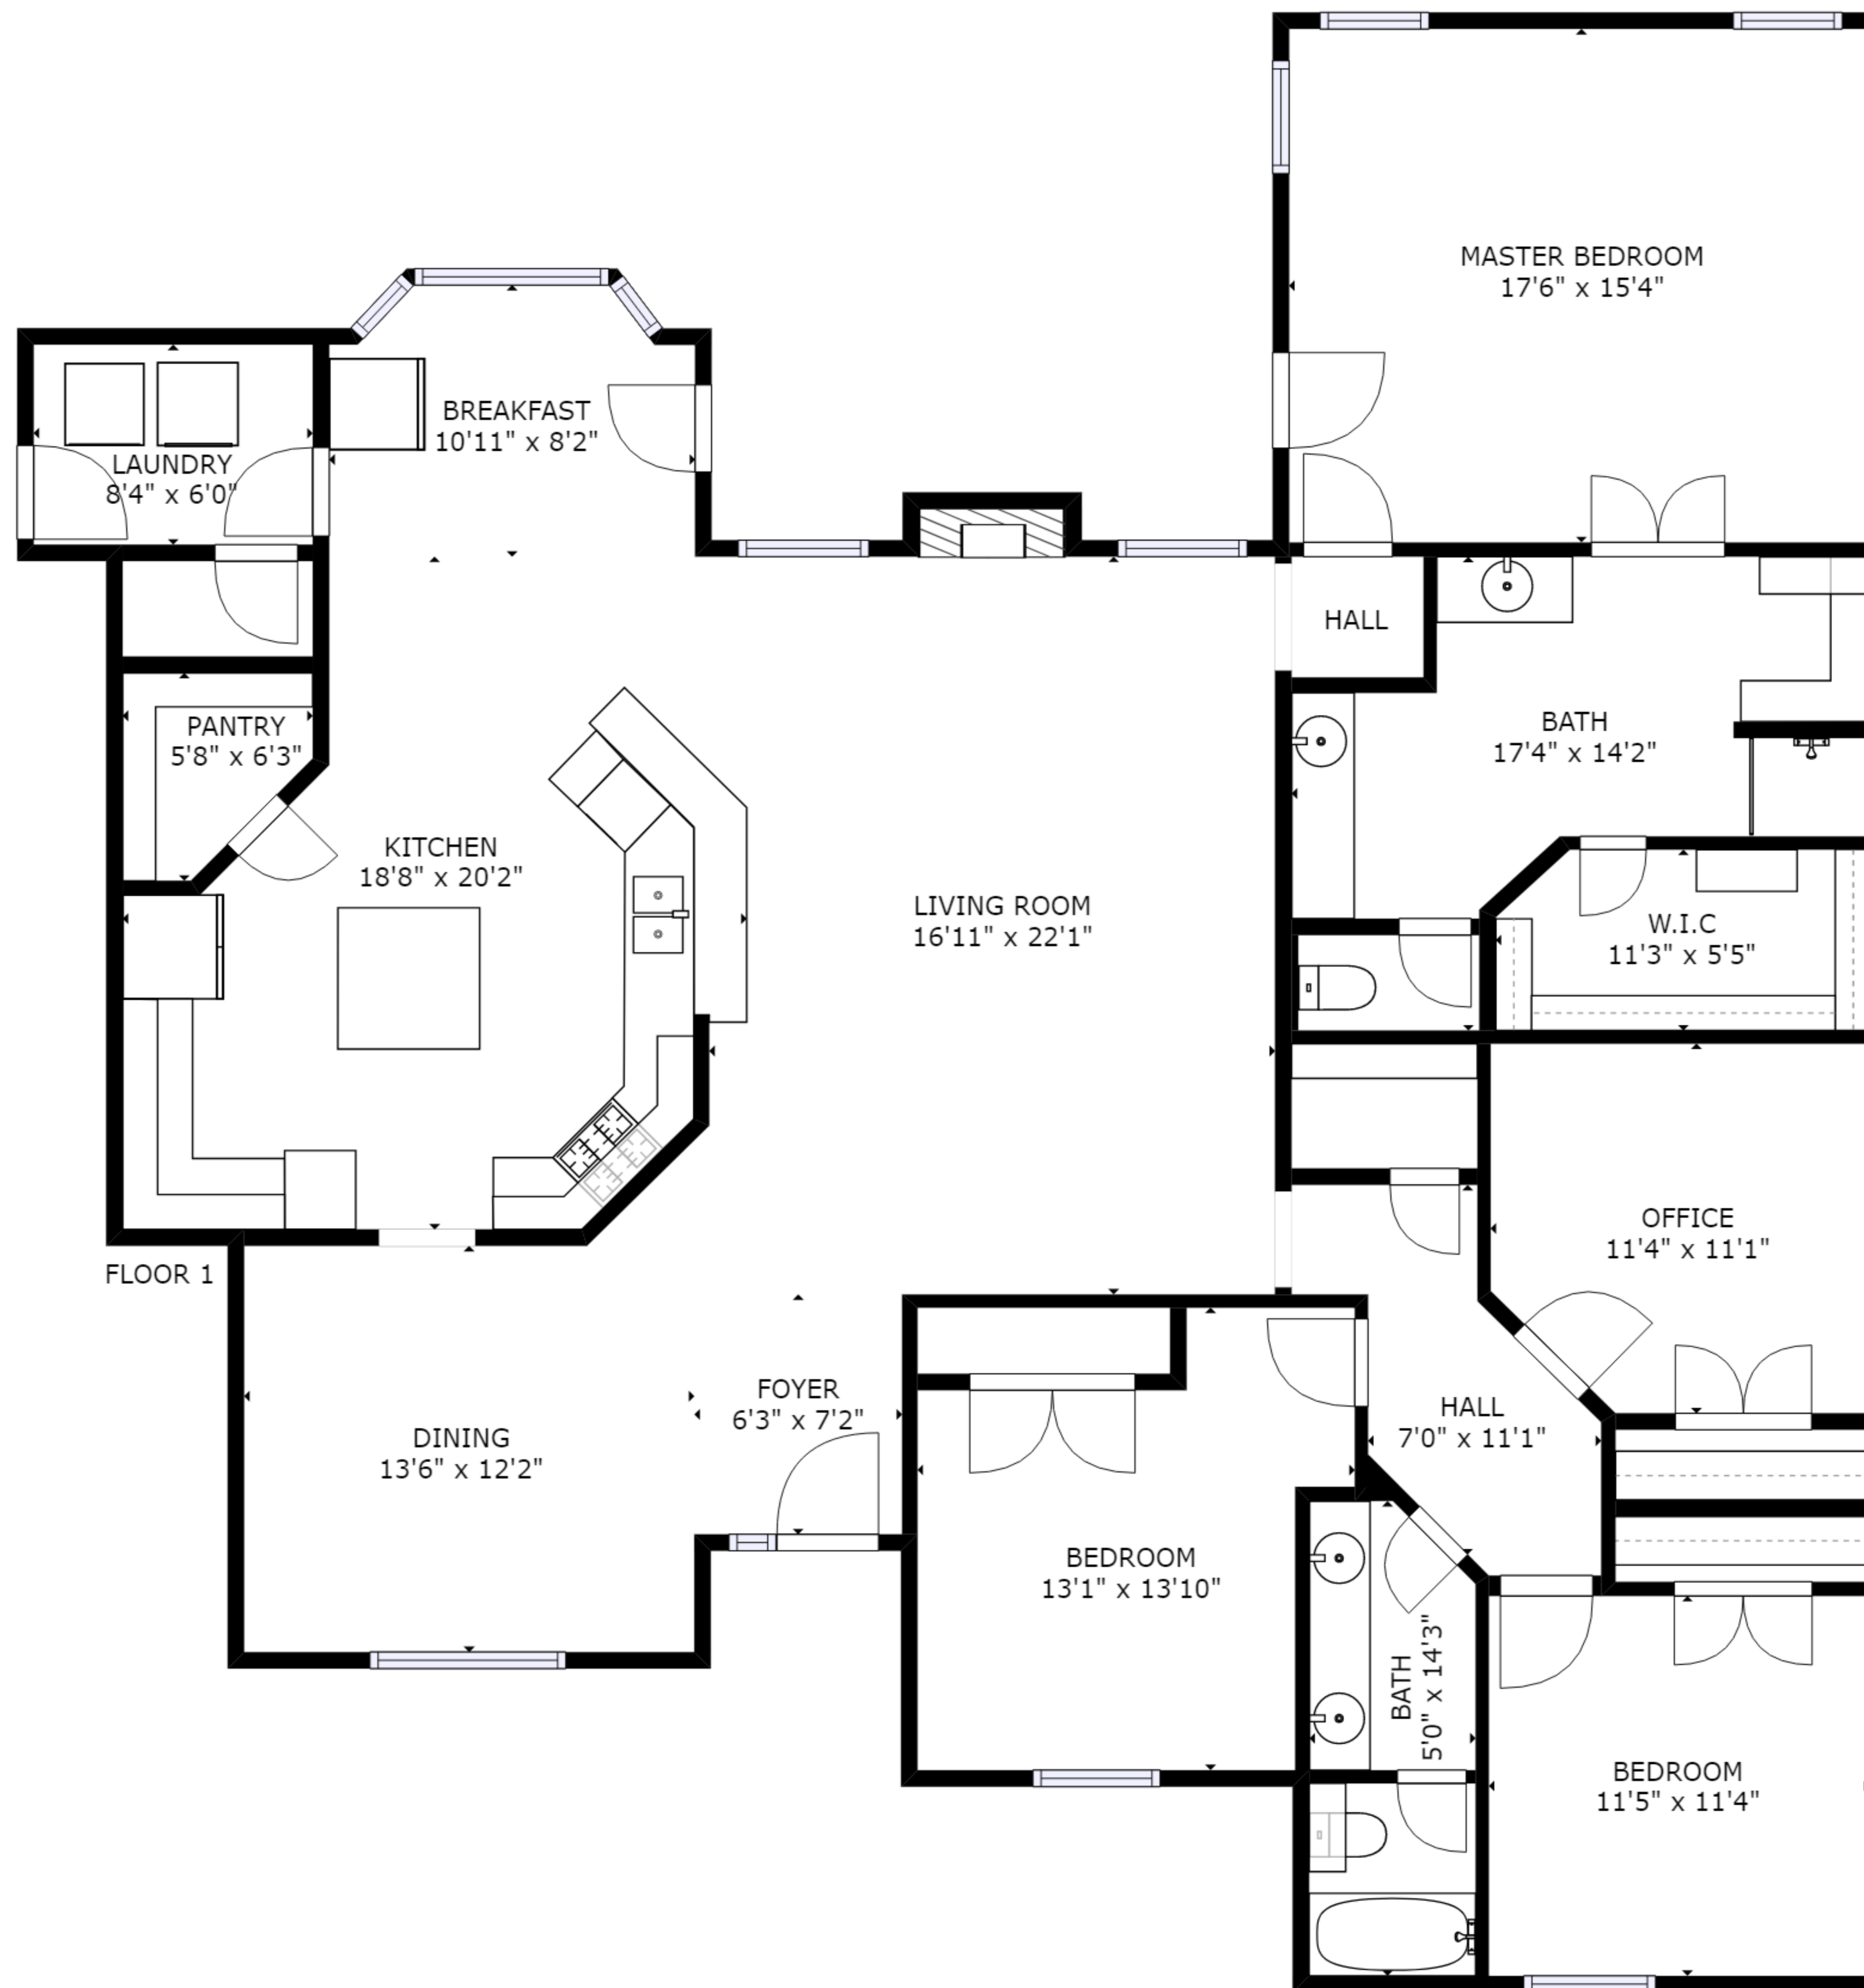 MASTER BEDROOM
17'6" x 15'4"
BREAKFAST
10'11" x 8'2"
LAUNDRY
8'4" x 6'0"
HALL
PANTRY
5'8" x 6'3"
BATH
17'4" x 14'2"
KITCHEN
18'8" x 20'2"
LIVING ROOM
16'11" x 22'1"
W.I.C
11'3" x 5'5"
OFFICE
11'4" x 11'1"
FLOOR 1
FOYER
6'3" x 7'2"
HALL
7'0" x 11'1"
DINING
13'6" x 12'2"
BEDROOM
13'1" x 13'10"
BATH
5'0" x 14'3"
BEDROOM
11'5" x 11'4"